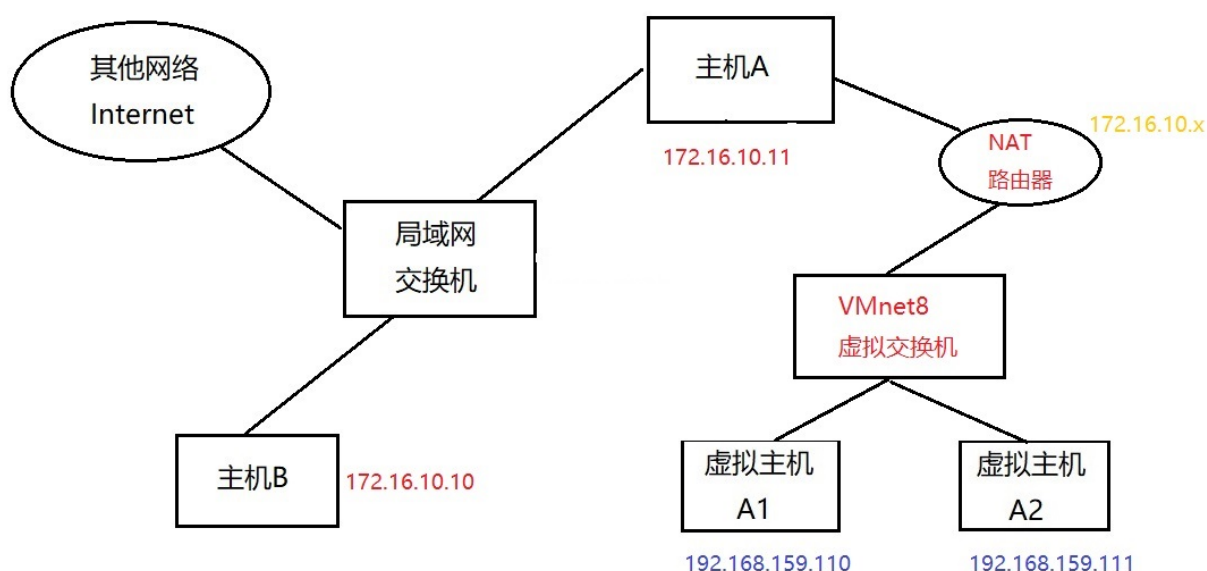 其他网络
Internet
主机A
172.16.10.11
NAT
路由器
172.16.10.x
局域网
交换机
VMnet8
虚拟交换机
主机B
172.16.10.10
虚拟主机
A1
192.168.159.110
虚拟主机
A2
192.168.159.111